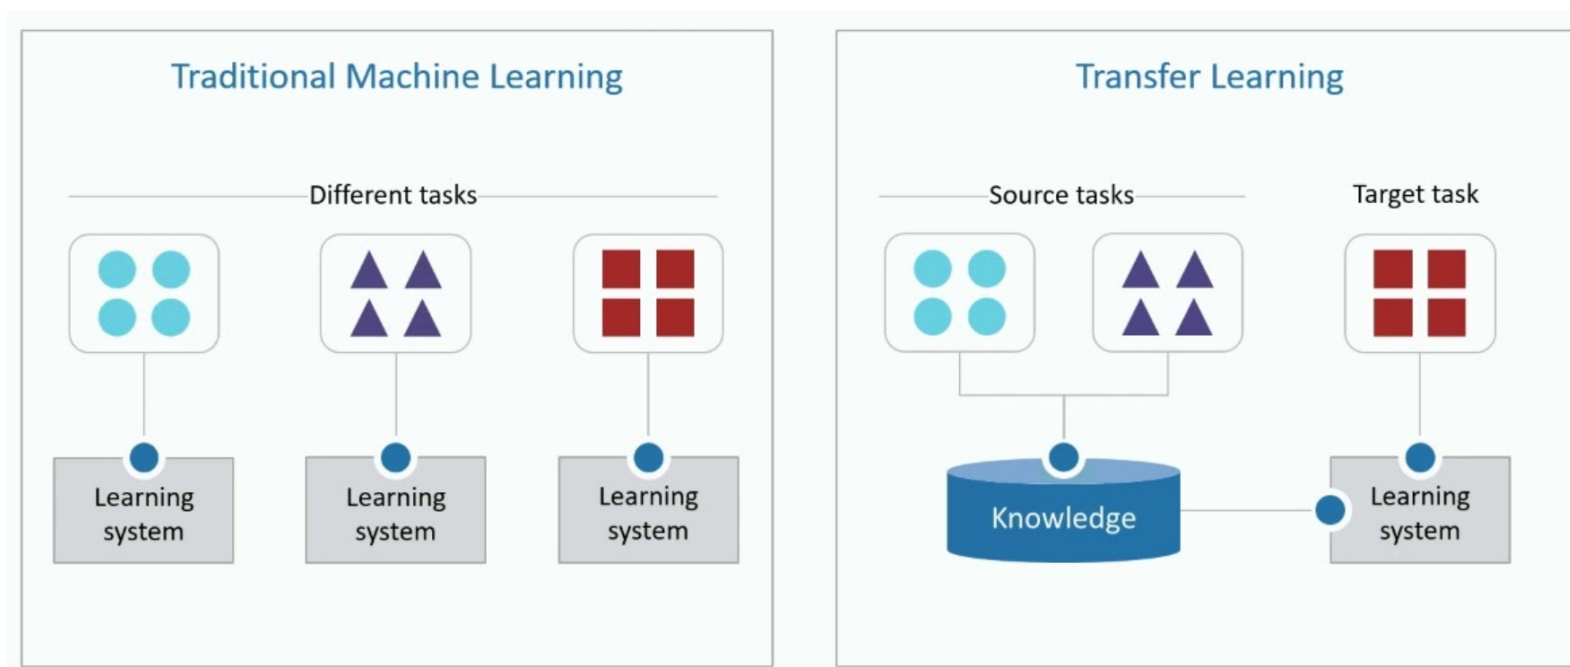 Traditional Machine Learning
Different tasks
Learning
system
Learning
system
Learning
system
Transfer Learning
Source tasks
Target task
Knowledge
Learning
system